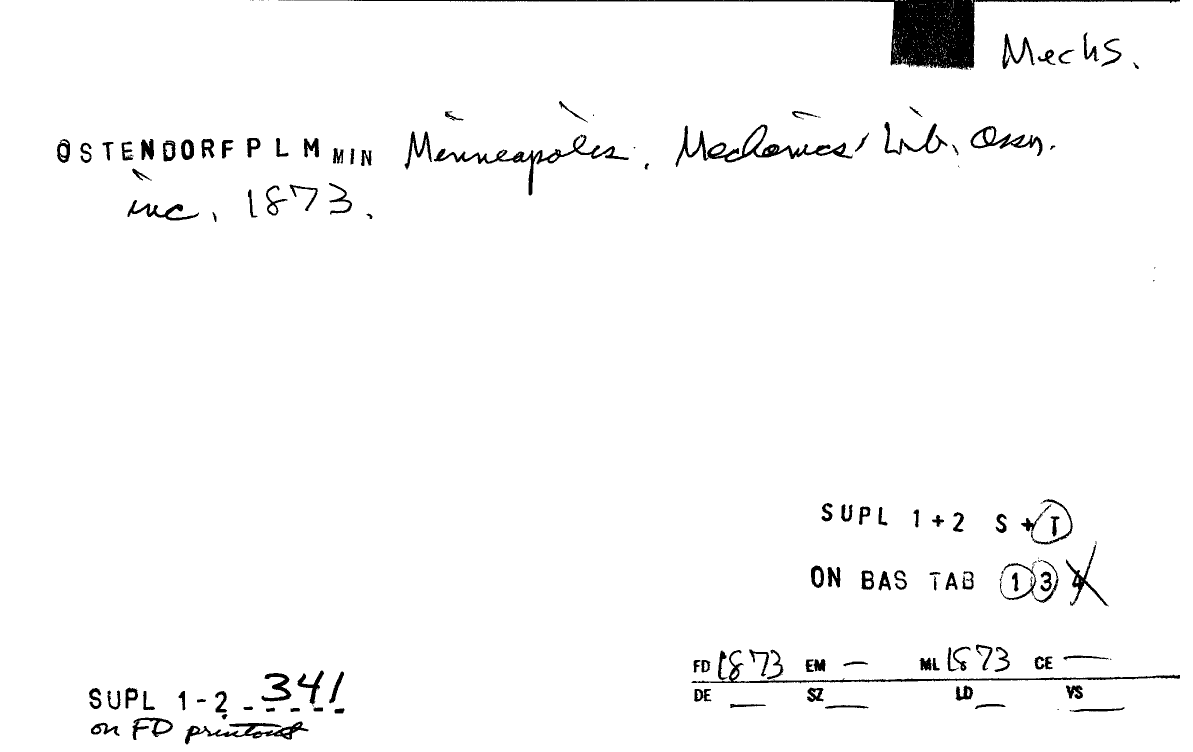 Mechs.
OSTENDORF P L M MIN Minneapolis. Mechanics' Lib. Assn.
inc. 1873.
SUPL 1+2 S+T
ON BAS TAB 1 3 4
FD 1873 EM — ML 1873 CE —
DE — SZ — LD — VS —
SUPL 1-2 341
on FD printout